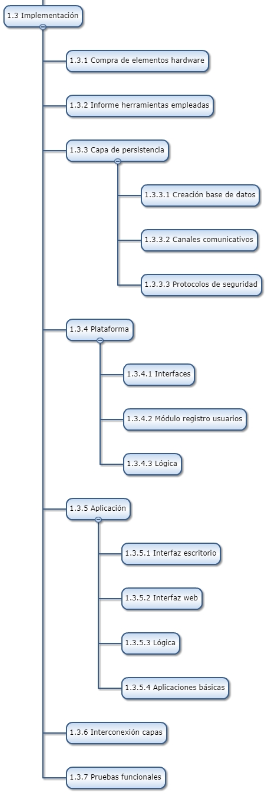 1.3 Implementación
1.3.1 Compra de elementos hardware
1.3.2 Informe herramientas empleadas
1.3.3 Capa de persistencia
1.3.3.1 Creación base de datos
1.3.3.2 Canales comunicativos
1.3.3.3 Protocolos de seguridad
1.3.4 Plataforma
1.3.4.1 Interfaces
1.3.4.2 Módulo registro usuarios
1.3.4.3 Lógica
1.3.5 Aplicación
1.3.5.1 Interfaz escritorio
1.3.5.2 Interfaz web
1.3.5.3 Lógica
1.3.5.4 Aplicaciones básicas
1.3.6 Interconexión capas
1.3.7 Pruebas funcionales